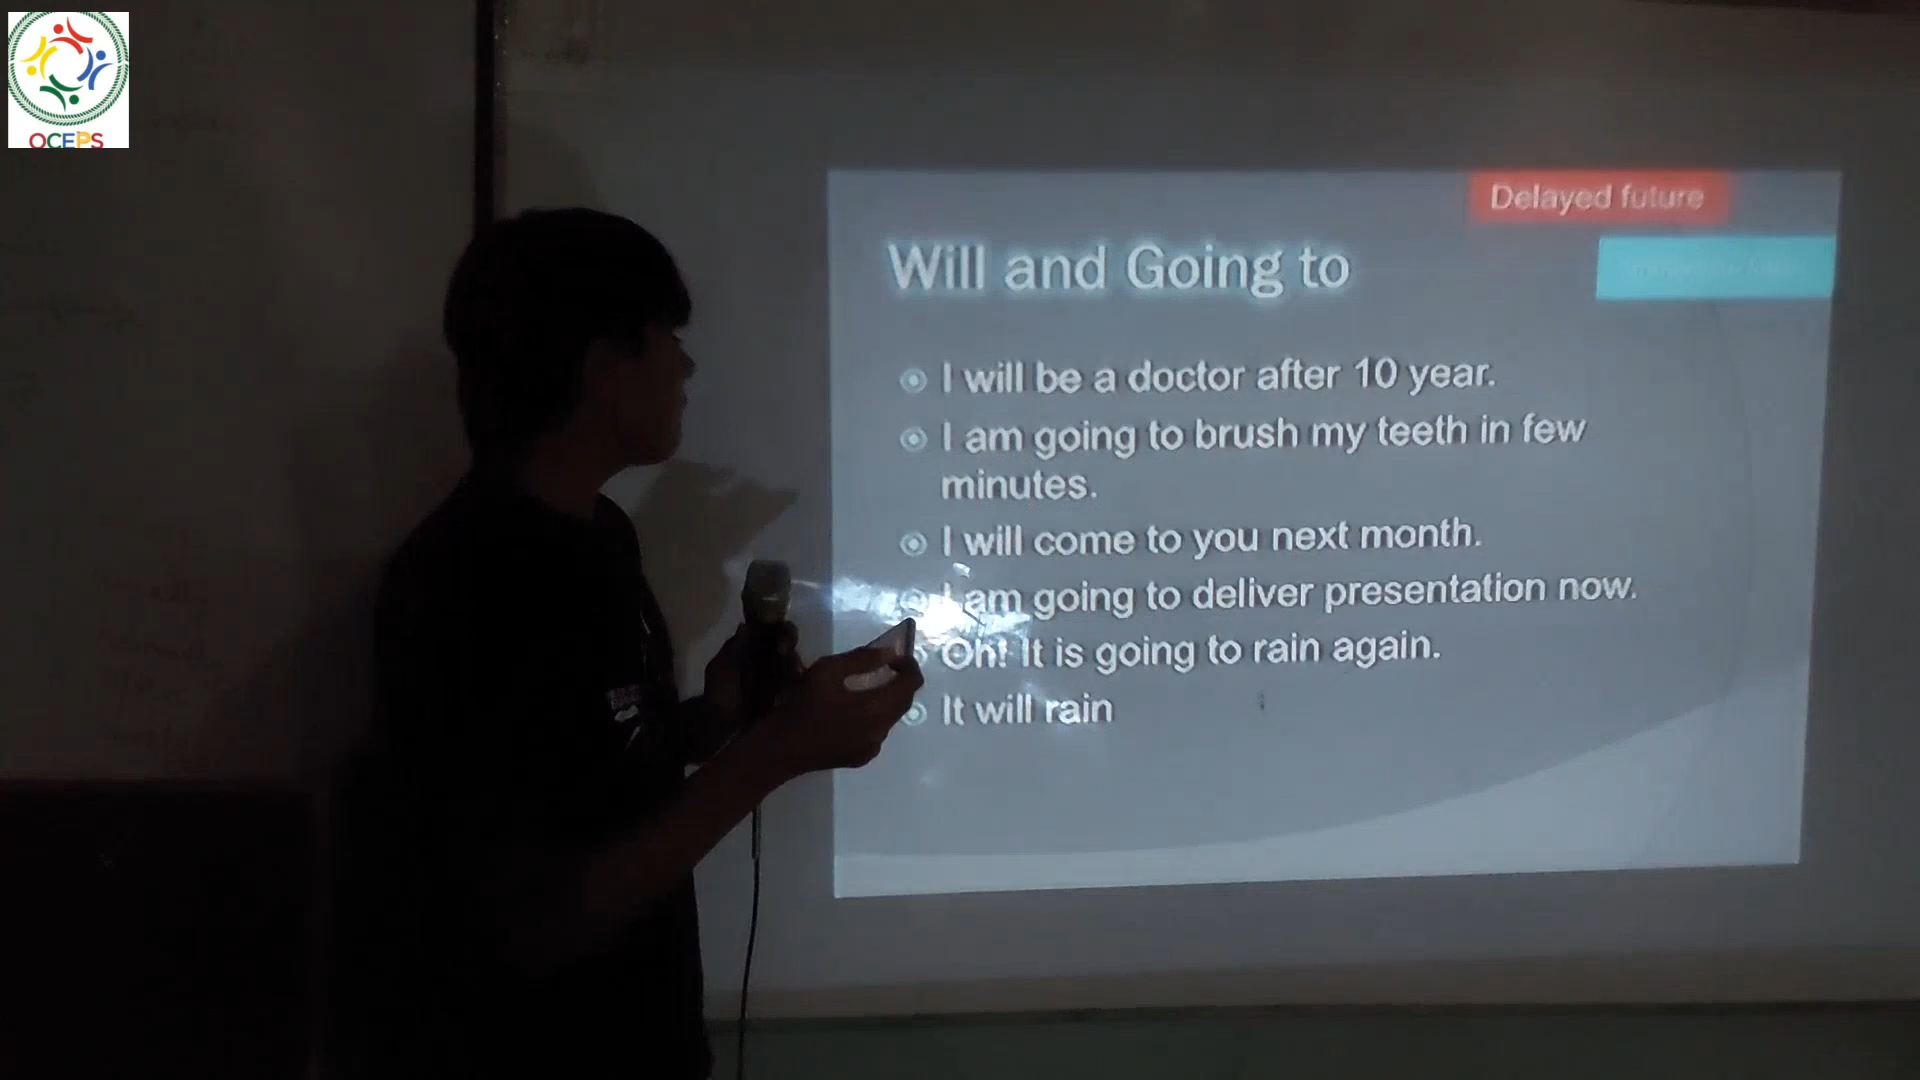 OCEPS
Delayed future
Will and Going to
I will be a doctor after 10 year.
I am going to brush my teeth in few
minutes.
I will come to you next month.
I am going to deliver presentation now.
Oh! It is going to rain again.
It will rain